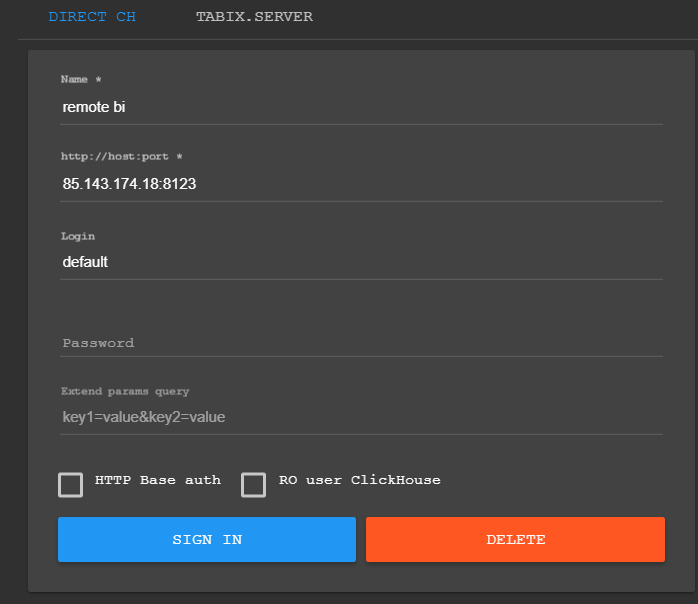 DIRECT CH TABIX.SERVER
Name *
remote bi
http://host:port *
85.143.174.18:8123
Login
default
Password
Extend params query
key1=value&key2=value
HTTP Base auth RO user ClickHouse
SIGN IN DELETE